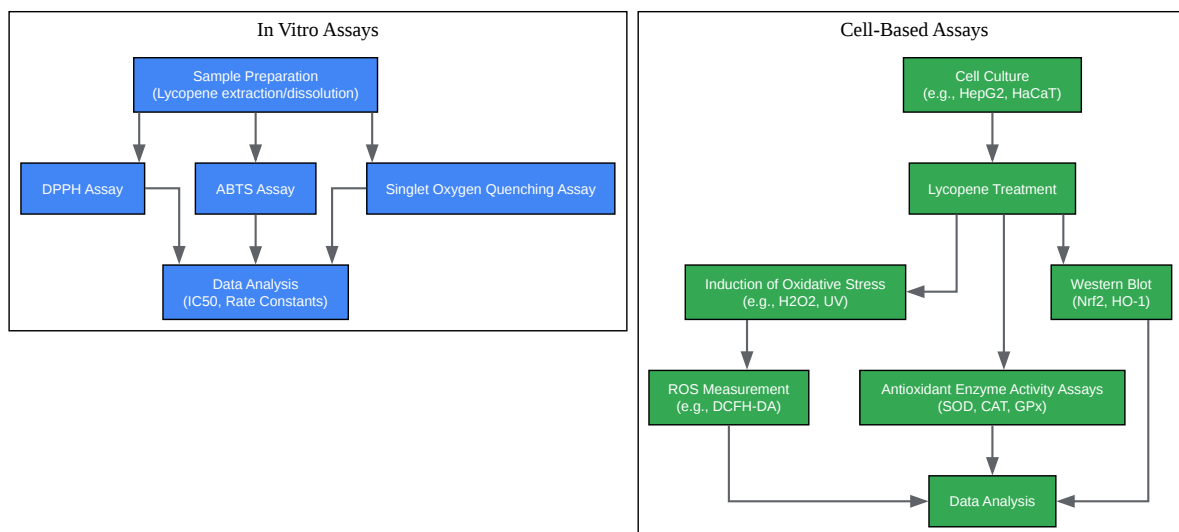 In Vitro Assays
Sample Preparation
(Lycopene extraction/dissolution)
DPPH Assay
ABTS Assay
Singlet Oxygen Quenching Assay
Data Analysis
(IC50, Rate Constants)
Cell-Based Assays
Cell Culture
(e.g., HepG2, HaCaT)
Lycopene Treatment
Induction of Oxidative Stress
(e.g., H2O2, UV)
Western Blot
(Nrf2, HO-1)
ROS Measurement
(e.g., DCFH-DA)
Antioxidant Enzyme Activity Assays
(SOD, CAT, GPx)
Data Analysis